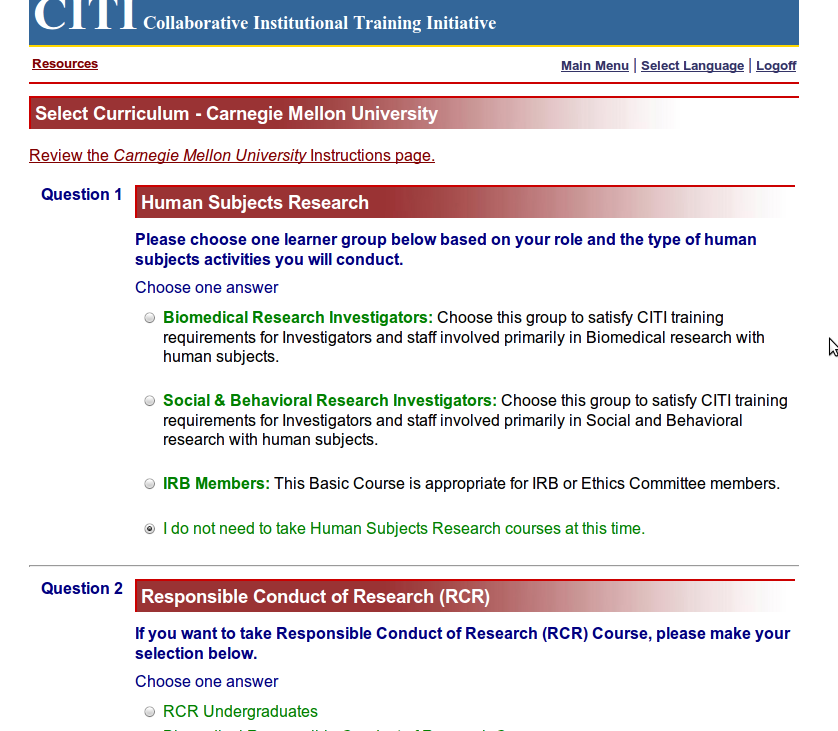 CITI Collaborative Institutional Training Initiative
Resources
Main Menu | Select Language | Logoff
Select Curriculum - Carnegie Mellon University
Review the Carnegie Mellon University Instructions page.
Question 1
Human Subjects Research
Please choose one learner group below based on your role and the type of human
subjects activities you will conduct.
Choose one answer
Biomedical Research Investigators: Choose this group to satisfy CITI training
requirements for Investigators and staff involved primarily in Biomedical research with
human subjects.
Social & Behavioral Research Investigators: Choose this group to satisfy CITI training
requirements for Investigators and staff involved primarily in Social and Behavioral
research with human subjects.
IRB Members: This Basic Course is appropriate for IRB or Ethics Committee members.
I do not need to take Human Subjects Research courses at this time.
Question 2
Responsible Conduct of Research (RCR)
If you want to take Responsible Conduct of Research (RCR) Course, please make your
selection below.
Choose one answer
RCR Undergraduates